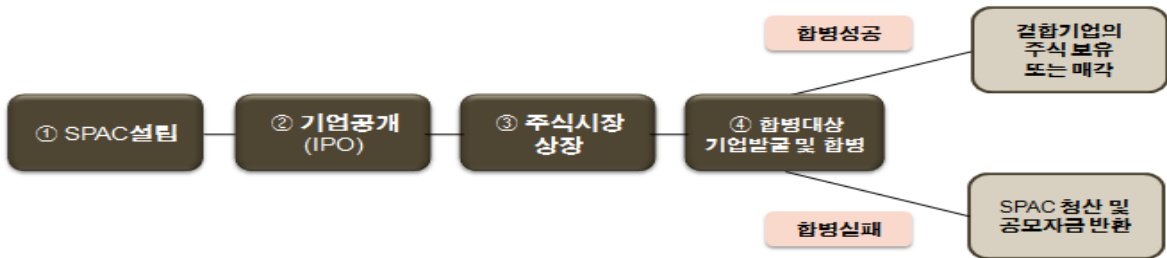 ① SPAC설립
② 기업공개
(IPO)
③ 주식시장
상장
④ 합병대상
기업발굴 및 합병
합병성공
결합기업의
주식 보유
또는 매각
합병실패
SPAC 청산 및
공모자금 반환